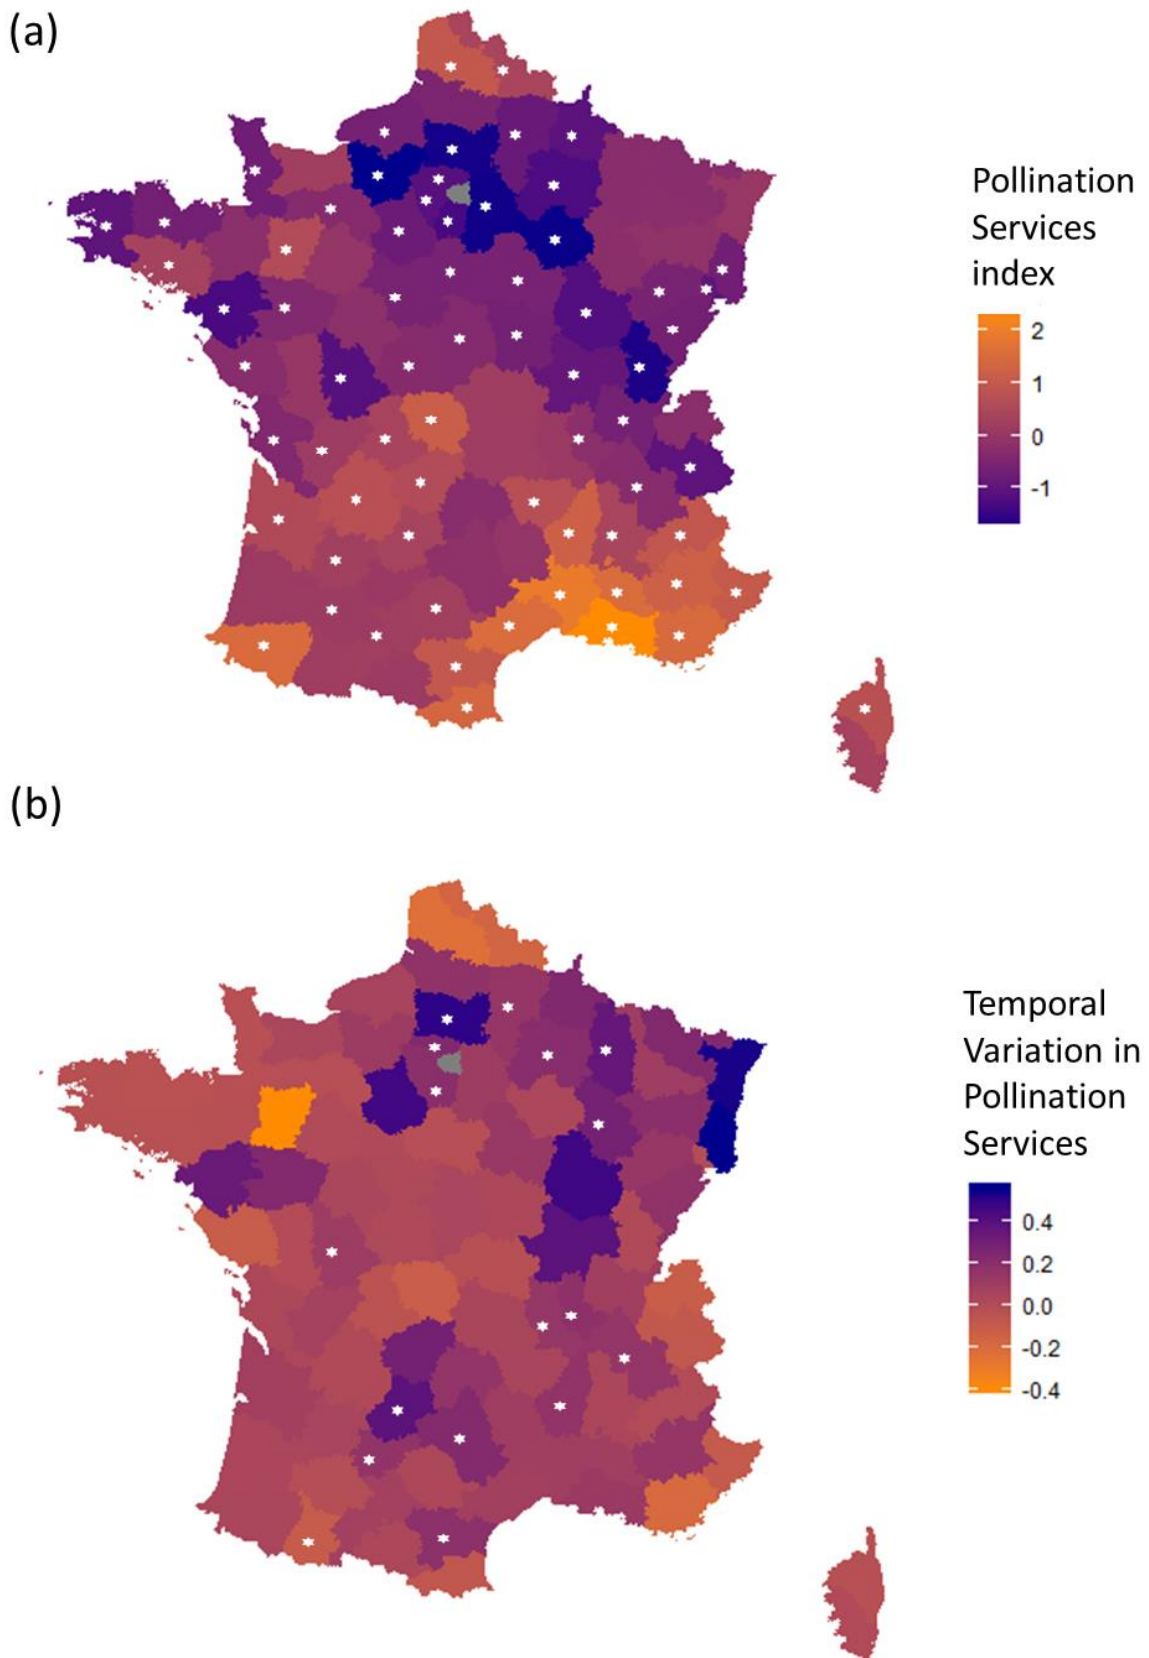 (a)
Pollination
Services
index
2
1
0
-1
(b)
Temporal
Variation in
Pollination
Services
0.4
0.2
0.0
-0.2
-0.4